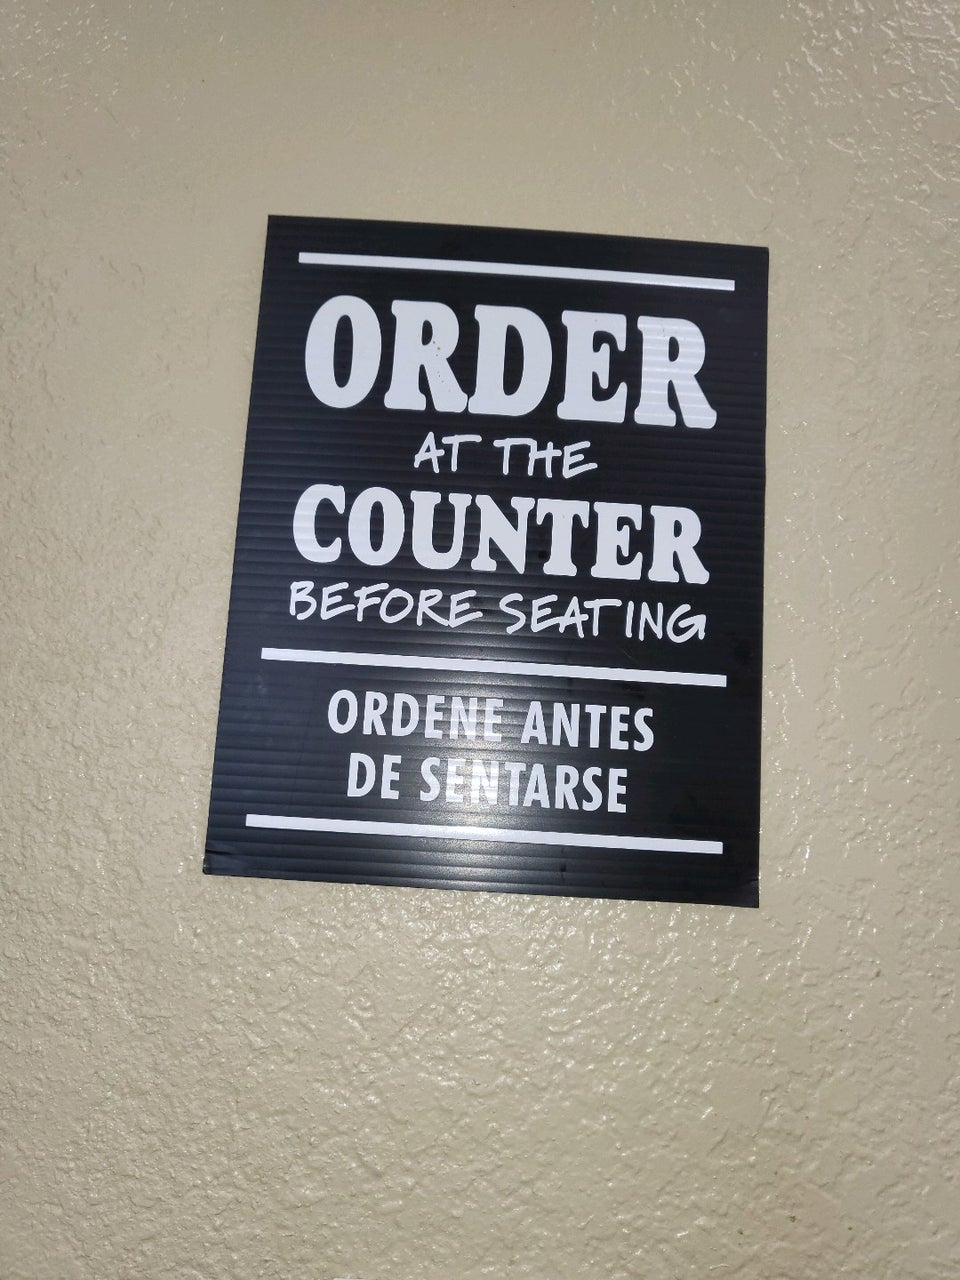 ORDER
AT THE
COUNTER
BEFORE SEATING
ORDENE ANTES
DE SENTARSE